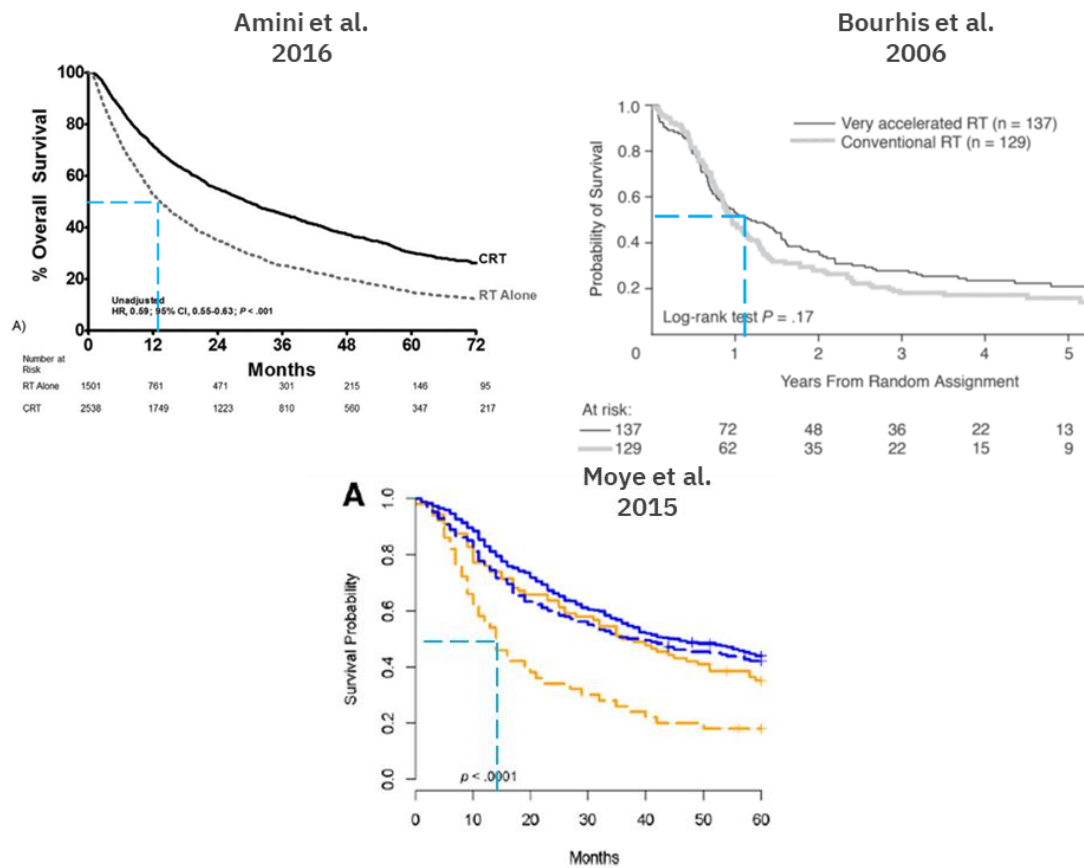 Amini et al.
2016
100
80
60
40
20
0
% Overall Survival
CRT
RT Alone
Unadjusted
HR, 0.59; 95% CI, 0.55-0.63; P < .001
A)
0 12 24 36 48 60 72
Months
Number at
Risk
RT Alone 1501 761 471 301 215 146 95
CRT 2538 1749 1223 810 560 347 217
Bourhis et al.
2006
1.0
0.8
0.6
0.4
0.2
Probability of Survival
Very accelerated RT (n = 137)
Conventional RT (n = 129)
Log-rank test P = .17
0 1 2 3 4 5
Years From Random Assignment
At risk:
137 72 48 36 22 13
129 62 35 22 15 9
Moye et al.
2015
A
1.0
0.8
0.6
0.4
0.2
0.0
Survival Probability
p < .0001
0 10 20 30 40 50 60
Months